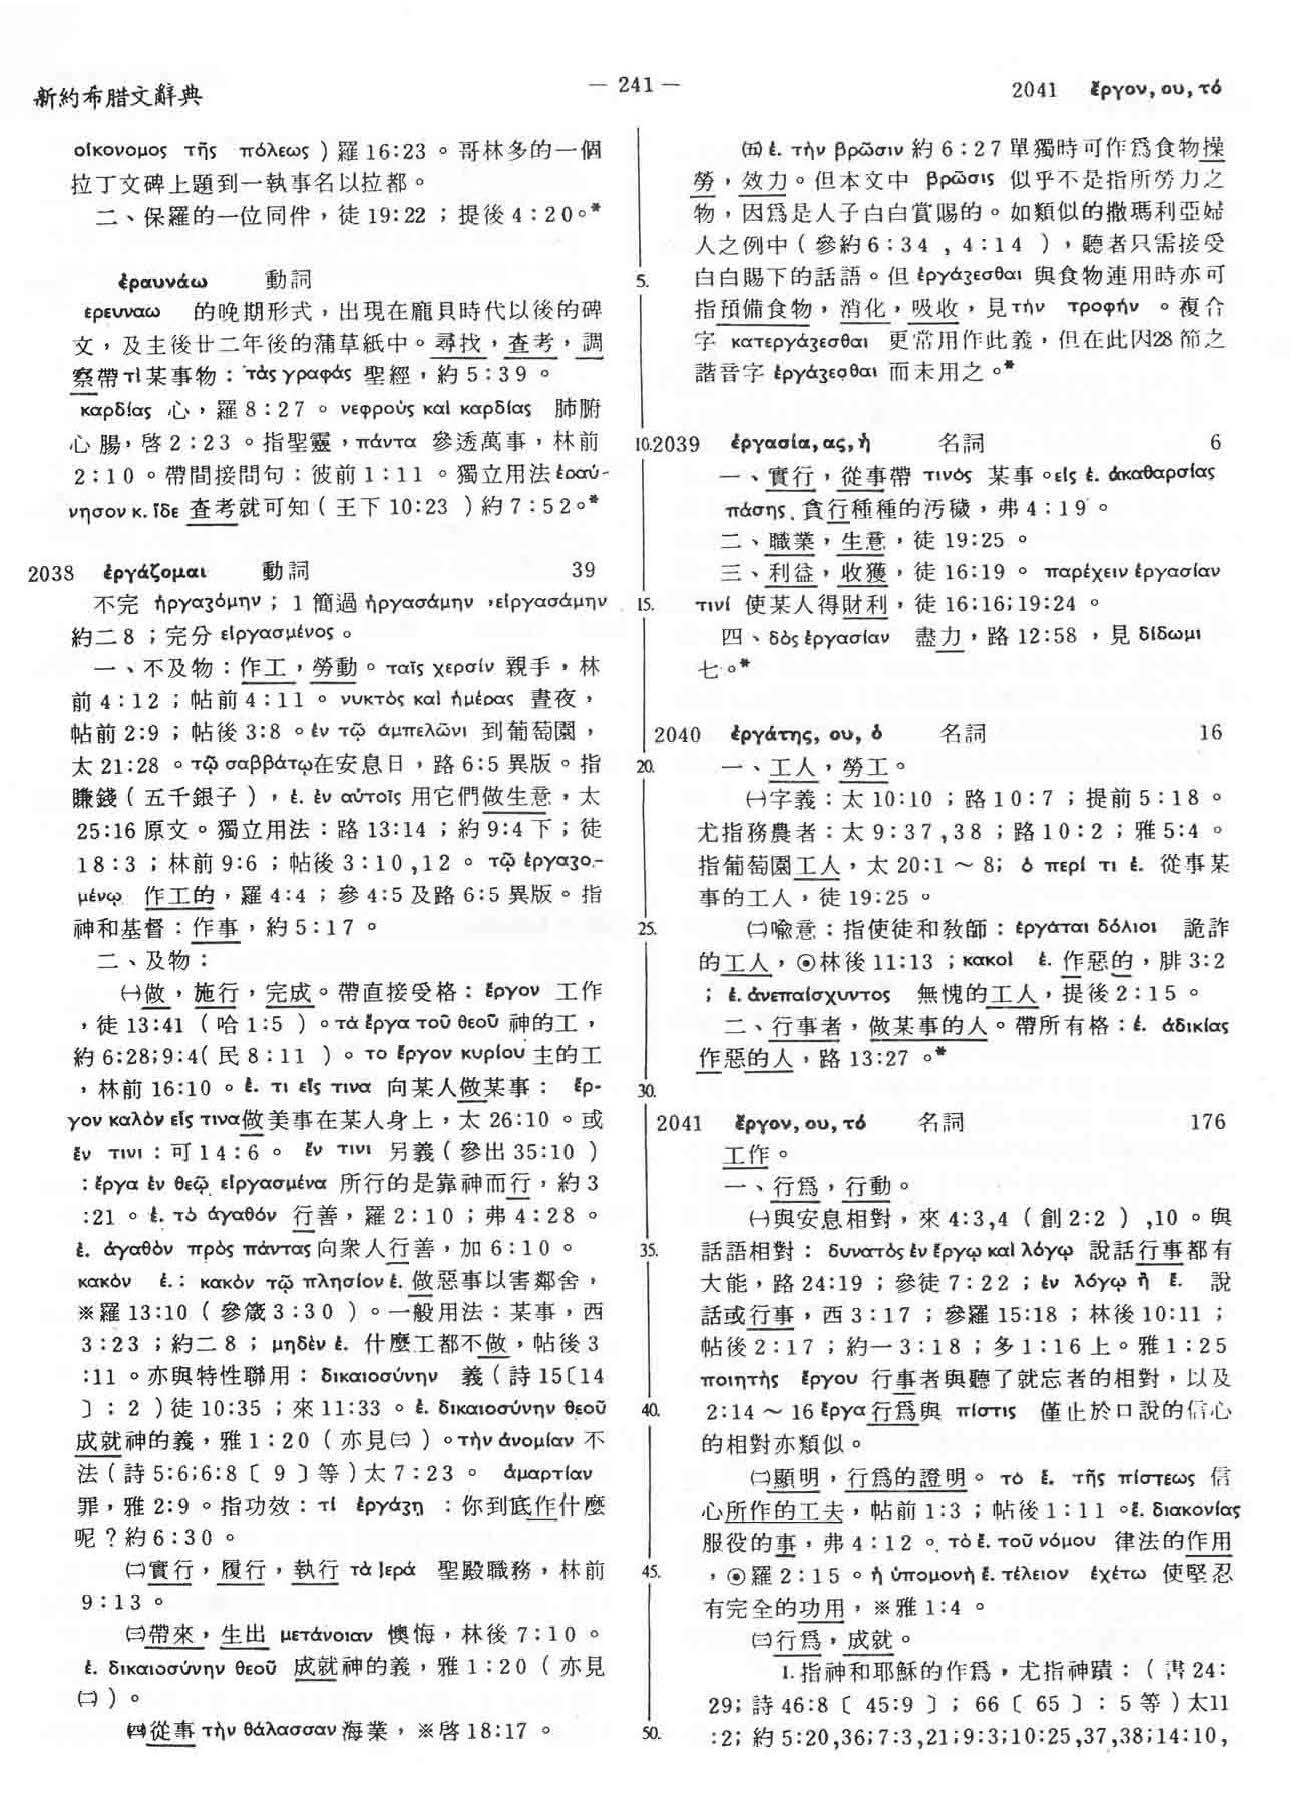 新約希腊文辭典
— 241 —
2041 ἔργον, ου, τό
οἰκονομος τῆς πόλεως ) 羅 16:23 。哥林多的一個
拉丁文碑上題到一執事名以拉都。
二、保羅的一位同伴，徒 19:22 ；提後 4:20。*
ἐραυνάω 動詞
ερευναω 的晚期形式，出現在龐貝時代以後的碑
文，及主後廿二年後的蒲草紙中。尋找，查考，調
察帶 τὶ 某事物：τὰς γραφάς 聖經，約 5:39 。
καρδίας 心，羅 8:27 。νεφροὺς καὶ καρδίας 肺腑
心腸，啓 2:23 。指聖靈，πάντα 參透萬事，林前
2:10 。帶間接問句：彼前 1:11 。獨立用法 ἐραύ-
νησον κ. ἴδε 查考就可知（王下 10:23 ）約 7:52。*
2038 ἐργάζομαι 動詞 39
不完 ἠργαζόμην；1 簡過 ἠργασάμην，εἰργασάμην
約二 8 ；完分 εἰργασμένος。
一、不及物：作工，勞動。ταῖς χερσίν 親手，林
前 4:12 ；帖前 4:11 。νυκτὸς καὶ ἡμέρας 晝夜，
帖前 2:9 ；帖後 3:8 。ἐν τῷ ἀμπελῶνι 到葡萄園，
太 21:28 。τῷ σαββάτῳ在安息日，路 6:5 異版。指
賺錢（五千銀子），ἐ. ἐν αὐτοῖς 用它們做生意，太
25:16 原文。獨立用法：路 13:14 ；約 9:4 下；徒
18:3 ；林前 9:6 ；帖後 3:10,12 。τῷ ἐργαζο-
μένῳ 作工的，羅 4:4 ；參 4:5 及路 6:5 異版。指
神和基督：作事，約 5:17 。
二、及物：
㈠做，施行，完成。帶直接受格：ἔργον 工作
，徒 13:41 （哈 1:5 ）。τὰ ἔργα τοῦ θεοῦ 神的工，
約 6:28;9:4( 民 8:11 ）。το ἔργον κυρίου 主的工
，林前 16:10 。ἐ. τι εἴς τινα 向某人做某事：ἔρ-
γον καλὸν εἴς τινα做美事在某人身上，太 26:10 。或
ἔν τινι：可 14:6 。ἔν τινι 另義（參出 35:10 ）
：ἔργα ἐν θεῷ εἰργασμένα 所行的是靠神而行，約 3
:21 。ἐ. τὸ ἀγαθόν 行善，羅 2:10 ；弗 4:28 。
ἐ. ἀγαθὸν πρὸς πάντας 向衆人行善，加 6:10 。
κακὸν ἐ.：κακὸν τῷ πλησίον ἐ. 做惡事以害鄰舍，
※羅 13:10 （參箴 3:30 ）。一般用法：某事，西
3:23 ；約二 8 ；μηδὲν ἐ. 什麼工都不做，帖後 3
:11 。亦與特性聯用：δικαιοσύνην 義（詩 15〔14
〕：2 ）徒 10:35 ；來 11:33 。ἐ. δικαιοσύνην θεοῦ
成就神的義，雅 1:20 （亦見㈢）。τὴν ἀνομίαν 不
法（詩 5:6;6:8〔 9 〕等）太 7:23 。ἁμαρτίαν
罪，雅 2:9 。指功效：τί ἐργάζῃ：你到底作什麼
呢？約 6:30 。
㈡實行，履行，執行 τὰ ἱερά 聖殿職務，林前
9:13 。
㈢帶來，生出 μετάνοιαν 懊悔，林後 7:10 。
ἐ. δικαιοσύνην θεοῦ 成就神的義，雅 1:20 （亦見
㈡）。
㈣從事 τὴν θάλασσαν 海業，※啓 18:17 。
5.
10.
15.
20.
25.
30.
35.
40.
45.
50.
㈤ ἐ. τὴν βρῶσιν 約 6:27 單獨時可作爲食物操
勞，效力。但本文中 βρῶσις 似乎不是指所勞力之
物，因爲是人子白白賞賜的。如類似的撒瑪利亞婦
人之例中（參約 6:34 , 4:14 ），聽者只需接受
白白賜下的話語。但 ἐργάζεσθαι 與食物連用時亦可
指預備食物，消化，吸收，見 τήν τροφήν 。複合
字 κατεργάζεσθαι 更常用作此義，但在此因28 節之
諧音字 ἐργάζεσθαι 而未用之。*
2039 ἐργασία, ας, ἡ 名詞 6
一、實行，從事帶 τινός 某事。εἰς ἐ. ἀκαθαρσίας
πάσης 貪行種種的污穢，弗 4:19 。
二、職業，生意，徒 19:25 。
三、利益，收獲，徒 16:19 。παρέχειν ἐργασίαν
τινί 使某人得財利，徒 16:16;19:24 。
四、δὸς ἐργασίαν 盡力，路 12:58 ，見 δίδωμι
七。*
2040 ἐργάτης, ου, ὁ 名詞 16
一、工人，勞工。
㈠字義：太 10:10 ；路 10:7 ；提前 5:18 。
尤指務農者：太 9:37 ,38 ；路 10:2 ；雅 5:4 。
指葡萄園工人，太 20:1 ～ 8; ὁ περί τι ἐ. 從事某
事的工人，徒 19:25 。
㈡喻意：指使徒和敎師：ἐργάται δόλιοι 詭詐
的工人，⊙林後 11:13 ；κακοὶ ἐ. 作惡的，腓 3:2
；ἐ. ἀνεπαίσχυντος 無愧的工人，提後 2:15 。
二、行事者，做某事的人。帶所有格：ἐ. ἀδικίας
作惡的人，路 13:27 。*
2041 ἔργον, ου, τό 名詞 176
工作。
一、行爲，行動。
㈠與安息相對，來 4:3,4 （創 2:2 ）,10 。與
話語相對：δυνατὸς ἐν ἔργῳ καὶ λόγῳ 說話行事都有
大能，路 24:19 ；參徒 7:22 ；ἐν λόγῳ ἢ ἔ. 說
話或行事，西 3:17 ；參羅 15:18 ；林後 10:11 ；
帖後 2:17 ；約一 3:18 ；多 1:16 上。雅 1:25
ποιητὴς ἔργου 行事者與聽了就忘者的相對，以及
2:14 ～ 16 ἔργα 行爲與 πίστις 僅止於口說的信心
的相對亦類似。
㈡顯明，行爲的證明。τὸ ἔ. τῆς πίστεως 信
心所作的工夫，帖前 1:3 ；帖後 1:11 。ἔ. διακονίας
服役的事，弗 4:12 。τὸ ἔ. τοῦ νόμου 律法的作用
，⊙羅 2:15 。ἡ ὑπομονὴ ἔ. τέλειον ἐχέτω 使堅忍
有完全的功用，※雅 1:4 。
㈢行爲，成就。
1. 指神和耶穌的作爲，尤指神蹟：（書 24:
29; 詩 46:8〔 45:9 〕；66〔 65 〕：5 等）太11
:2; 約 5:20,36;7:3,21;9:3;10:25,37,38;14:10,